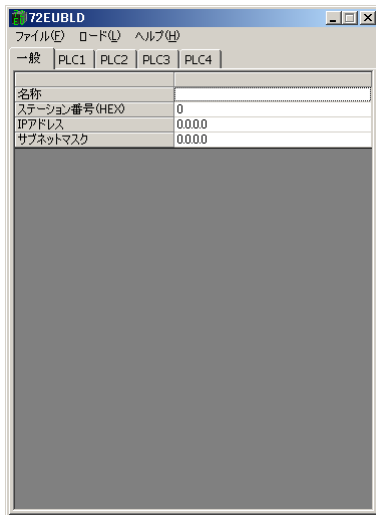 72EUBLD
ファイル(F) ロード(L) ヘルプ(H)
一般 PLC1 PLC2 PLC3 PLC4
名称
ステーション番号(HEX) 0
IPアドレス 0.0.0.0
サブネットマスク 0.0.0.0